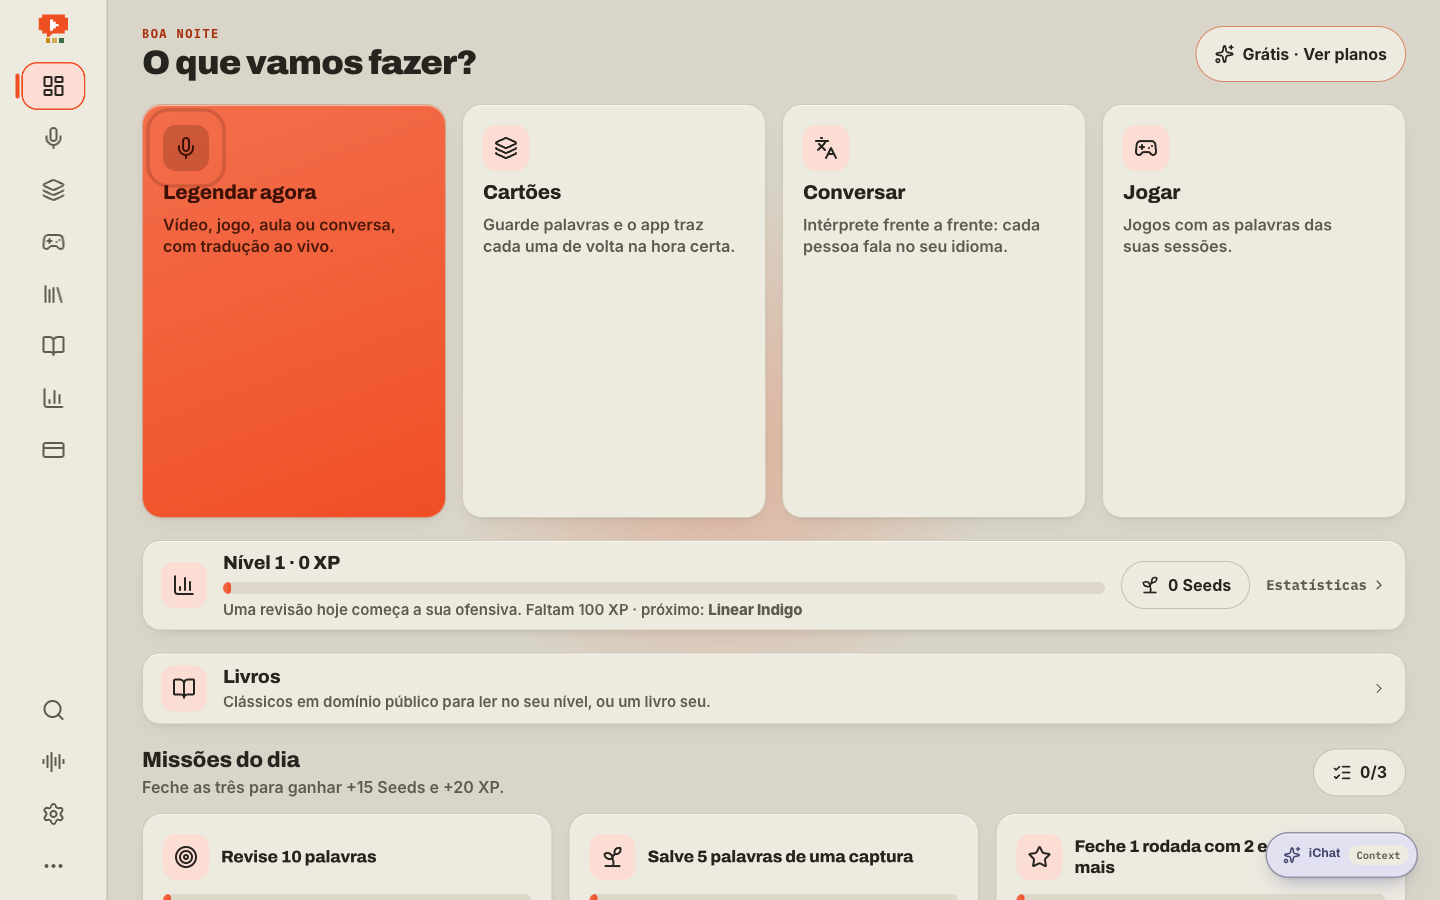 BOA NOITE
O que vamos fazer?
Grátis · Ver planos
Legendar agora
Vídeo, jogo, aula ou conversa,
com tradução ao vivo.
Cartões
Guarde palavras e o app traz
cada uma de volta na hora certa.
Conversar
Intérprete frente a frente: cada
pessoa fala no seu idioma.
Jogar
Jogos com as palavras das
suas sessões.
Nível 1 · 0 XP
Uma revisão hoje começa a sua ofensiva. Faltam 100 XP · próximo: Linear Indigo
0 Seeds
Estatísticas
Livros
Clássicos em domínio público para ler no seu nível, ou um livro seu.
Missões do dia
Feche as três para ganhar +15 Seeds e +20 XP.
0/3
Revise 10 palavras
Salve 5 palavras de uma captura
Feche 1 rodada com 2 e
mais
iChat
Context